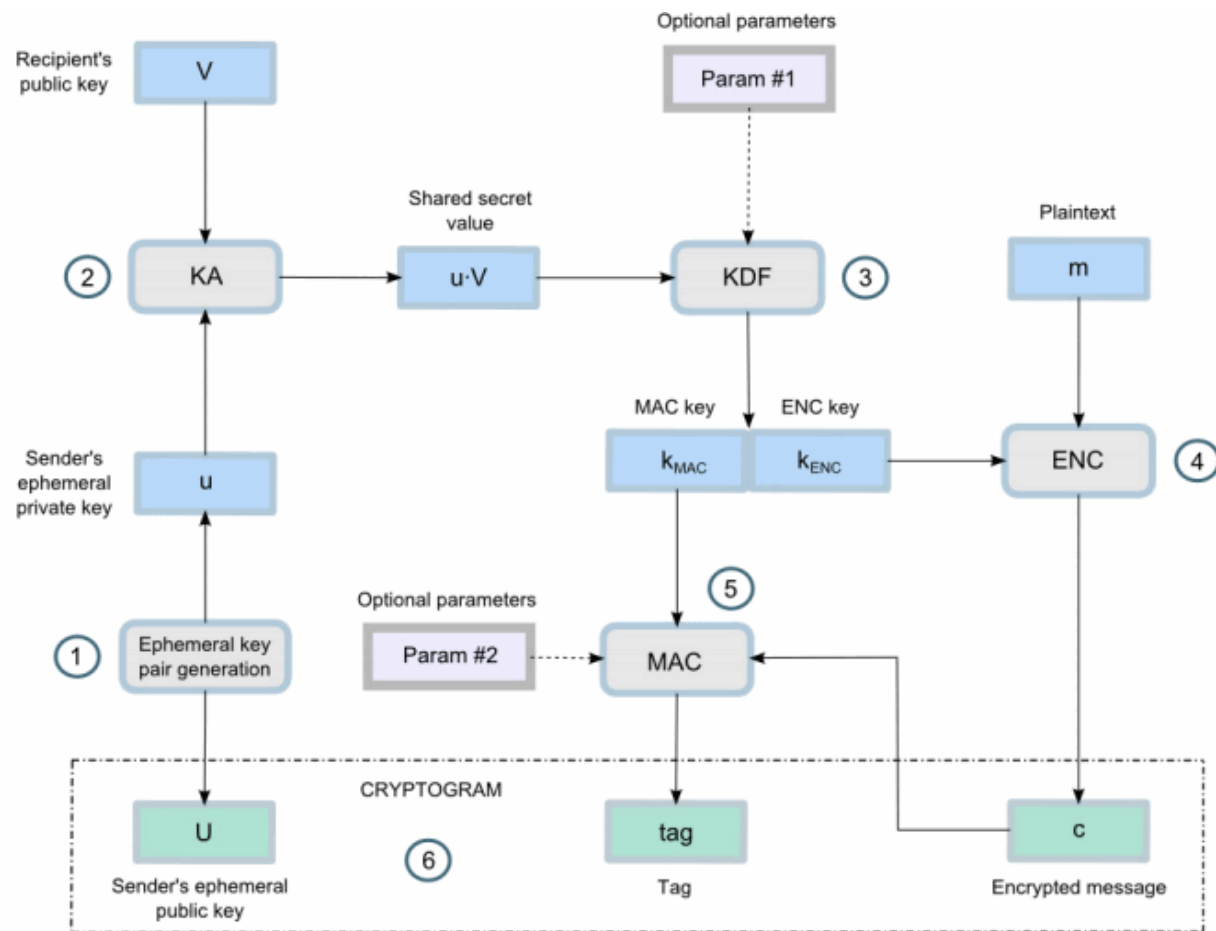 Optional parameters
Param #1
Recipient's
public key
V
Shared secret
value
Plaintext
2
KA
u·V
KDF
3
m
MAC key
ENC key
Sender's
ephemeral
private key
u
kMAC
kENC
ENC
4
5
Optional parameters
1
Ephemeral key
pair generation
Param #2
MAC
CRYPTOGRAM
U
6
tag
c
Sender's ephemeral
public key
Tag
Encrypted message